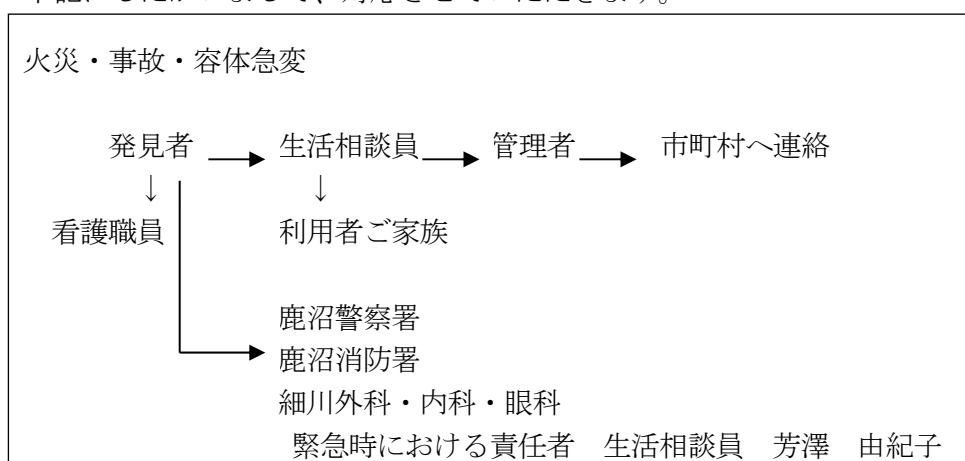 火災・事故・容体急変
発見者 → 生活相談員 → 管理者 → 市町村へ連絡
↓ ↓
看護職員 利用者ご家族
鹿沼警察署
鹿沼消防署
細川外科・内科・眼科
緊急時における責任者 生活相談員 芳澤 由紀子